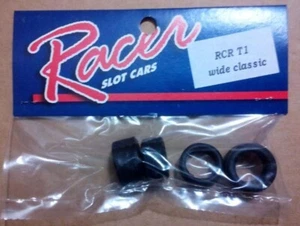 Racer
SLOT CARS
RCR T1
wide classic